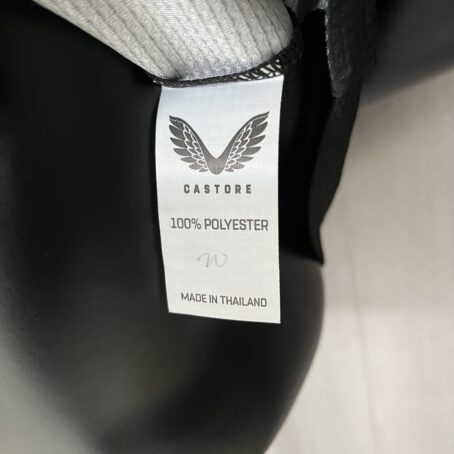 CASTORE
100% POLYESTER
MADE IN THAILAND